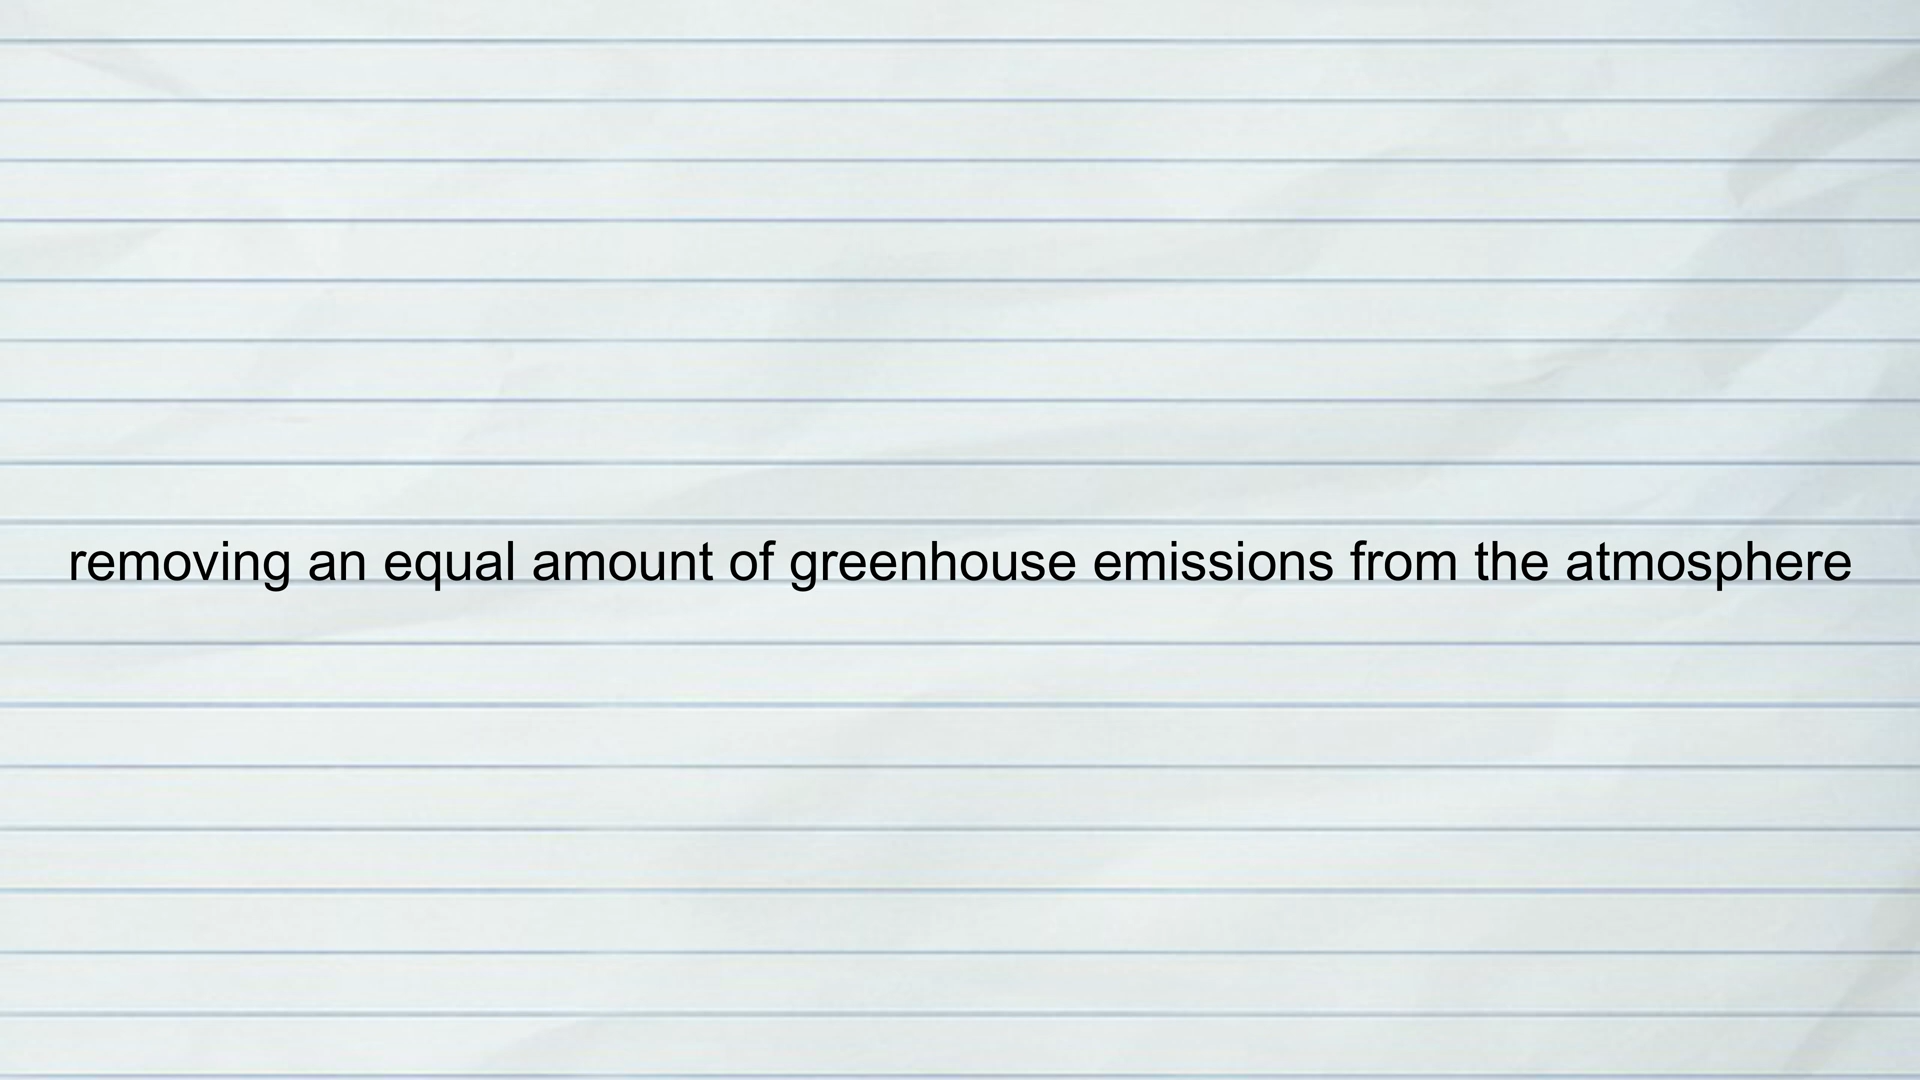 removing an equal amount of greenhouse emissions from the atmosphere